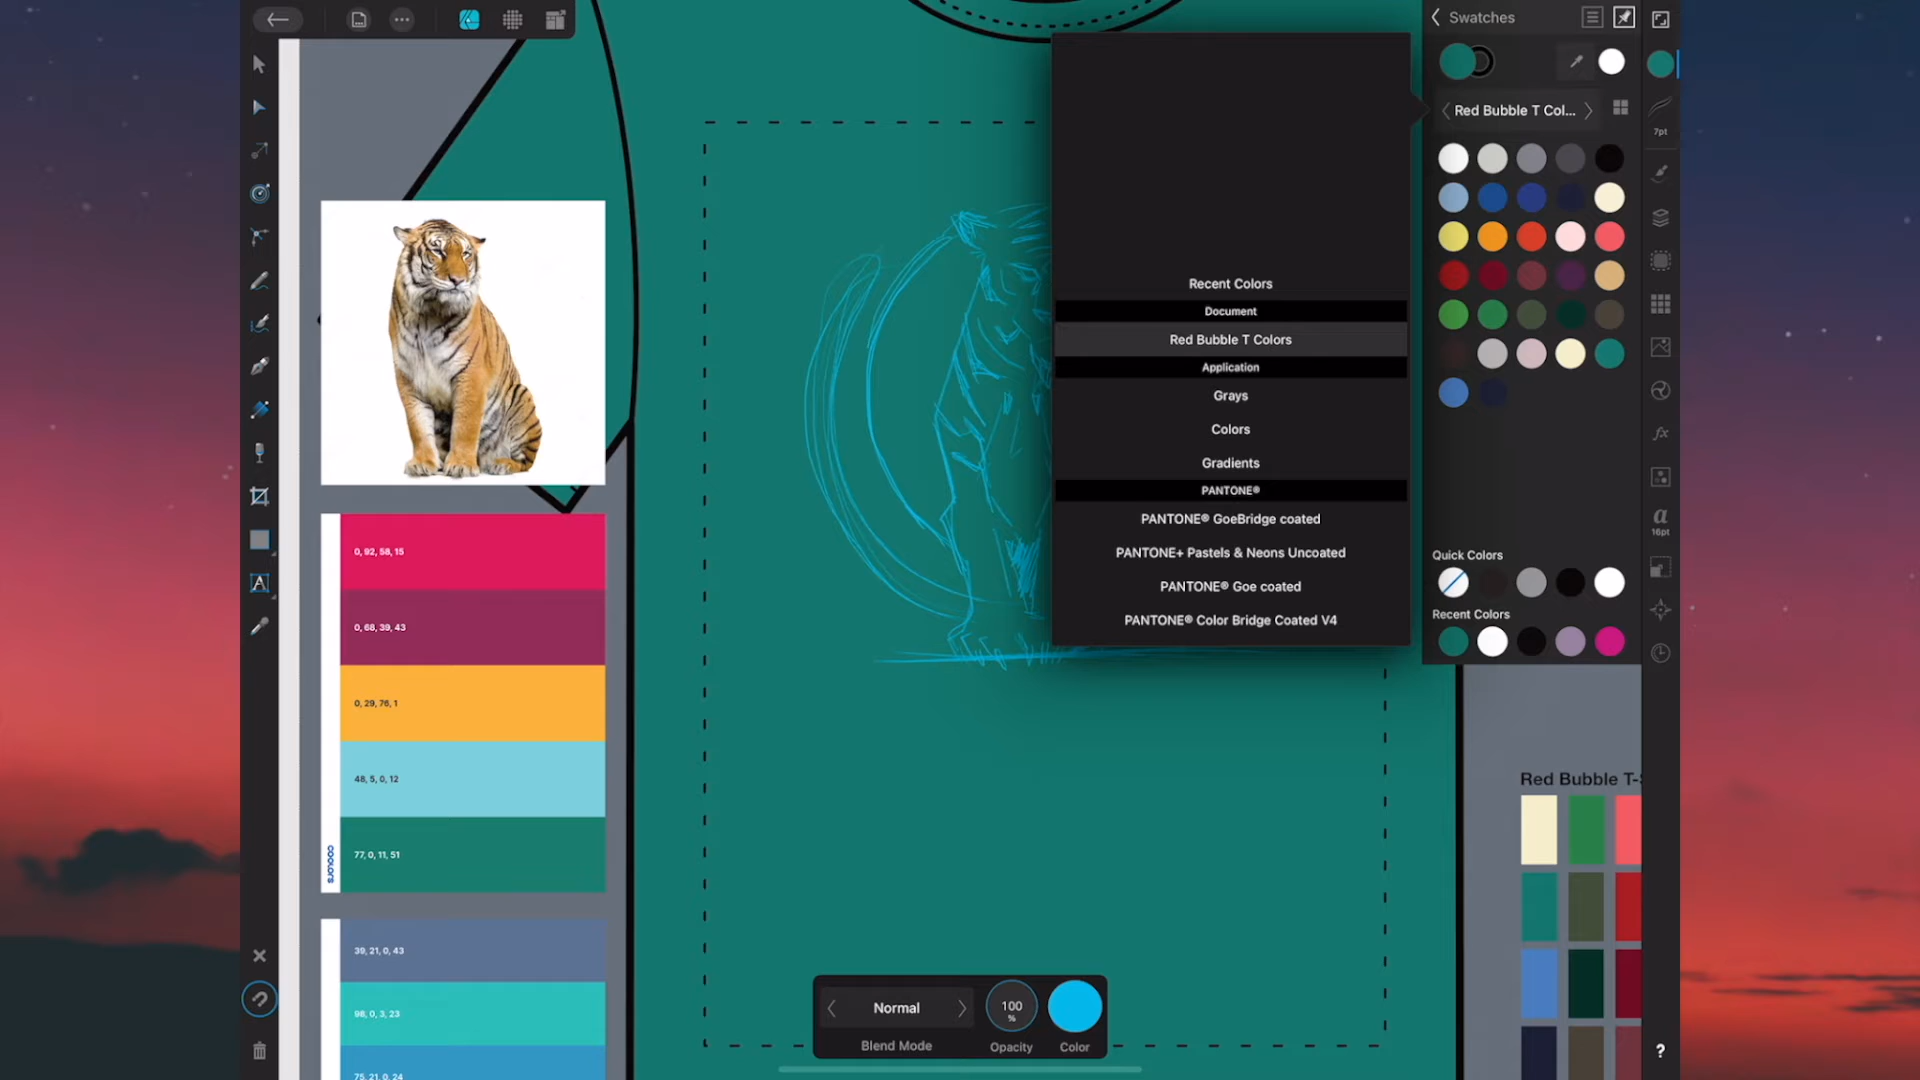 Swatches
Red Bubble T Col...
7pt
16pt
Recent Colors
Document
Red Bubble T Colors
Application
Grays
Colors
Gradients
PANTONE®
PANTONE® GoeBridge coated
PANTONE+ Pastels & Neons Uncoated
PANTONE® Goe coated
PANTONE® Color Bridge Coated V4
Quick Colors
Recent Colors
0, 92, 58, 15
0, 68, 39, 43
0, 29, 76, 1
48, 5, 0, 12
77, 0, 11, 51
coolors
39, 21, 0, 43
98, 0, 3, 23
75, 21, 0, 24
Red Bubble T-S
Normal
100
%
Blend Mode
Opacity
Color
?